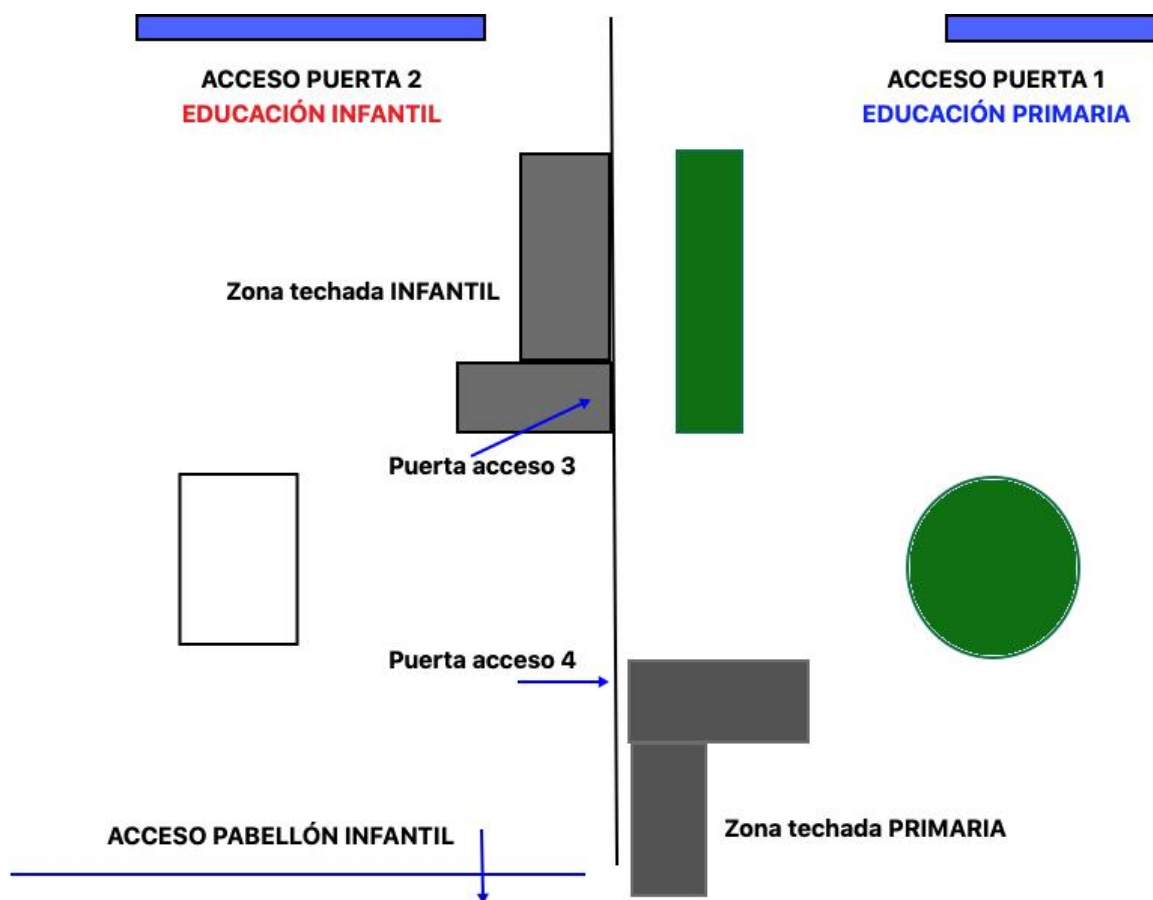 ACCESO PUERTA 2
EDUCACIÓN INFANTIL
ACCESO PUERTA 1
EDUCACIÓN PRIMARIA
Zona techada INFANTIL
Puerta acceso 3
Puerta acceso 4
Zona techada PRIMARIA
ACCESO PABELLÓN INFANTIL